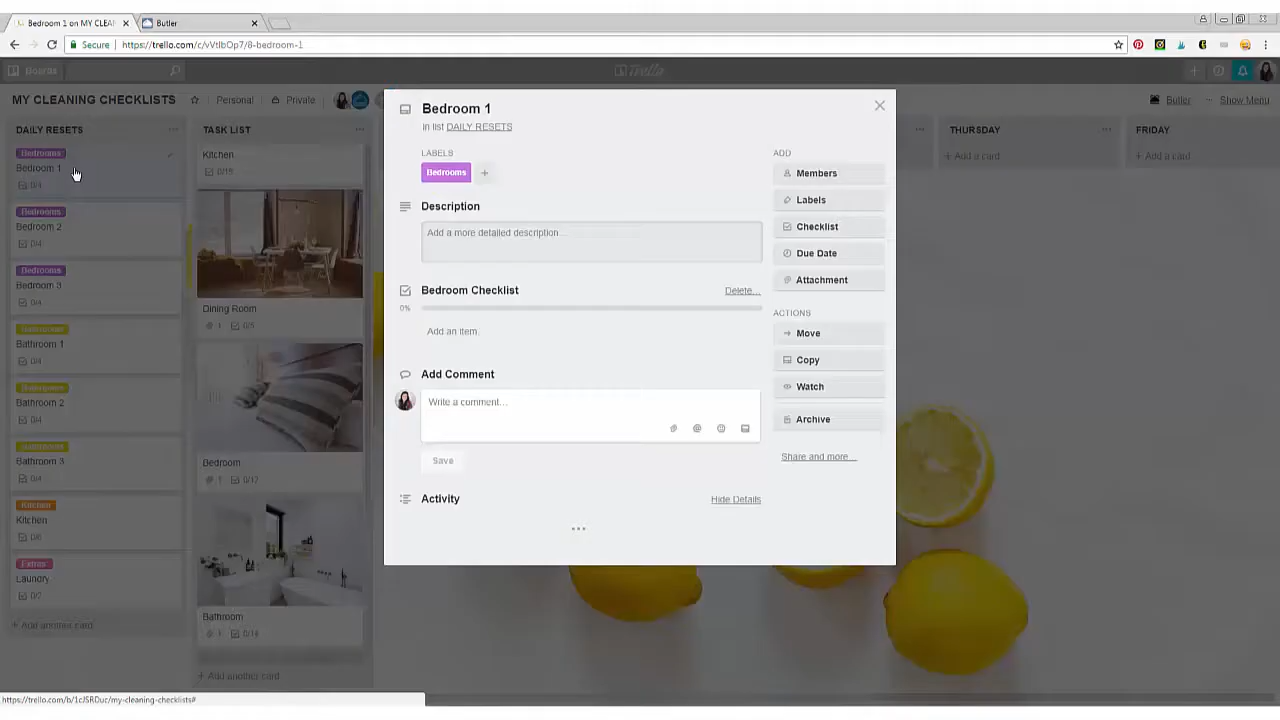 Bedroom 1 on MY CLEAI
Butler
Secure
https://trello.com/c/vVtlbOp7/8-bedroom-1
Boards
Trello
MY CLEANING CHECKLISTS
Personal
Private
Butler
Show Menu
DAILY RESETS
Bedrooms
Bedroom 1
0/4
Bedrooms
Bedroom 2
0/4
Bedrooms
Bedroom 3
0/4
Bathrooms
Bathroom 1
0/4
Bathrooms
Bathroom 2
0/4
Bathrooms
Bathroom 3
0/4
Kitchen
Kitchen
0/6
Extras
Laundry
0/2
+ Add another card
TASK LIST
Kitchen
0/15
Dining Room
1 0/5
Bedroom
1 0/12
Bathroom
1 0/14
+ Add another card
Bedroom 1
in list DAILY RESETS
LABELS
Bedrooms +
Description
Add a more detailed description...
Bedroom Checklist
Delete...
0%
Add an item.
Add Comment
Write a comment...
Save
Activity
Hide Details
ADD
Members
Labels
Checklist
Due Date
Attachment
ACTIONS
Move
Copy
Watch
Archive
Share and more...
THURSDAY
+ Add a card
FRIDAY
+ Add a card
https://trello.com/b/1cJSRDuc/my-cleaning-checklists#